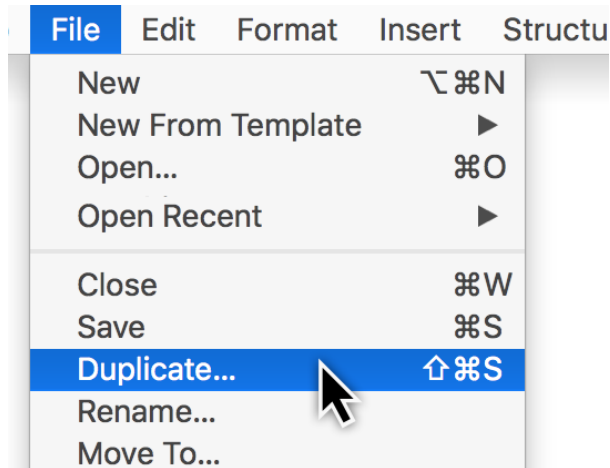 File Edit Format Insert Structu
New ⌥⌘N
New From Template ▶
Open... ⌘O
Open Recent ▶
Close ⌘W
Save ⌘S
Duplicate... ⇧⌘S
Rename...
Move To...